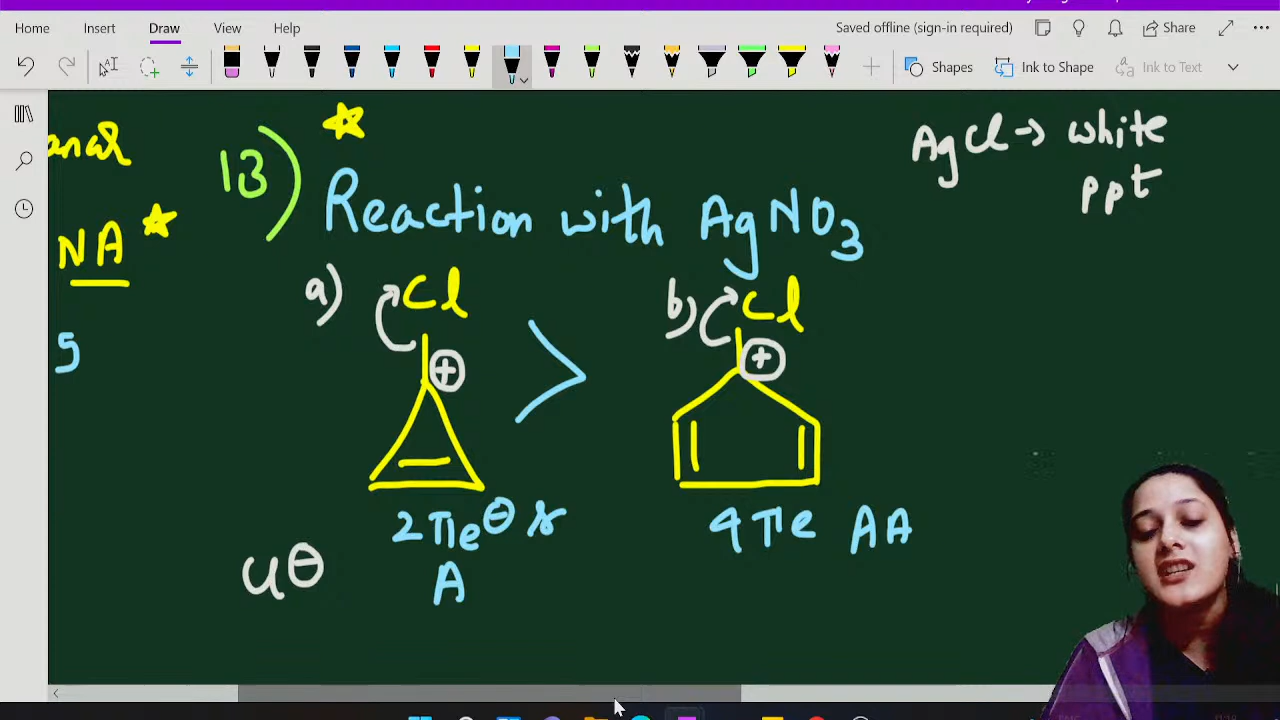 Home Insert Draw View Help Saved offline (sign-in required) Share
Shapes Ink to Shape Ink to Text
NA
5
13)
Reaction with AgNO3
AgCl → white
ppt
a) Cl
⊕
>
b) Cl
⊕
2πe⊖s
A
4πe AA